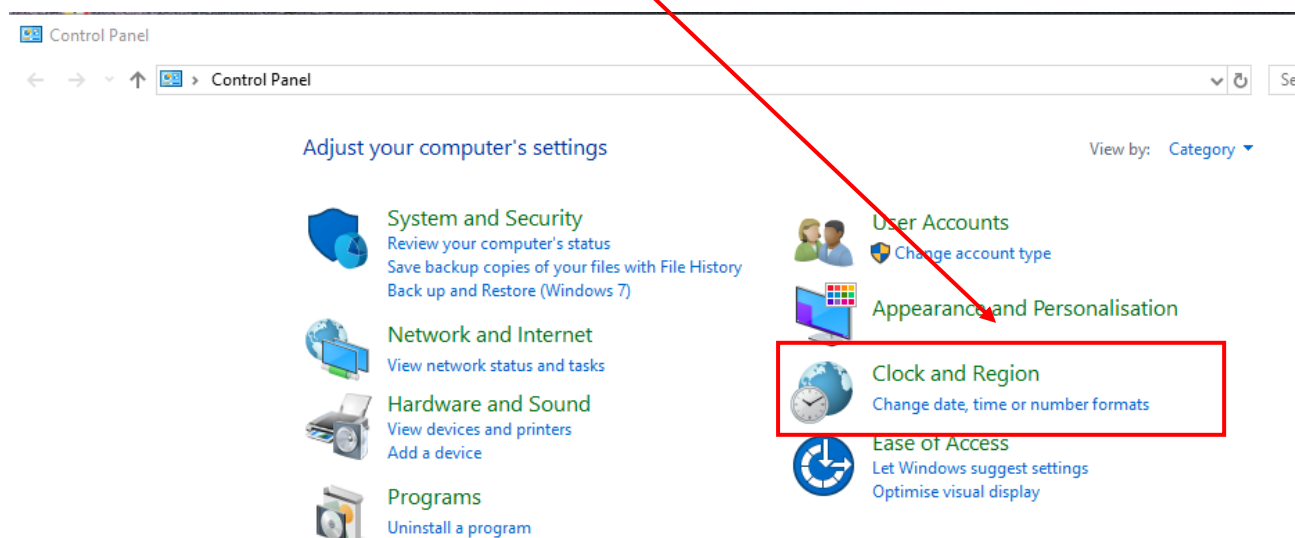 Control Panel
Control Panel
Adjust your computer's settings
View by: Category
System and Security
Review your computer's status
Save backup copies of your files with File History
Back up and Restore (Windows 7)
Network and Internet
View network status and tasks
Hardware and Sound
View devices and printers
Add a device
Programs
Uninstall a program
User Accounts
Change account type
Appearance and Personalisation
Clock and Region
Change date, time or number formats
Ease of Access
Let Windows suggest settings
Optimise visual display